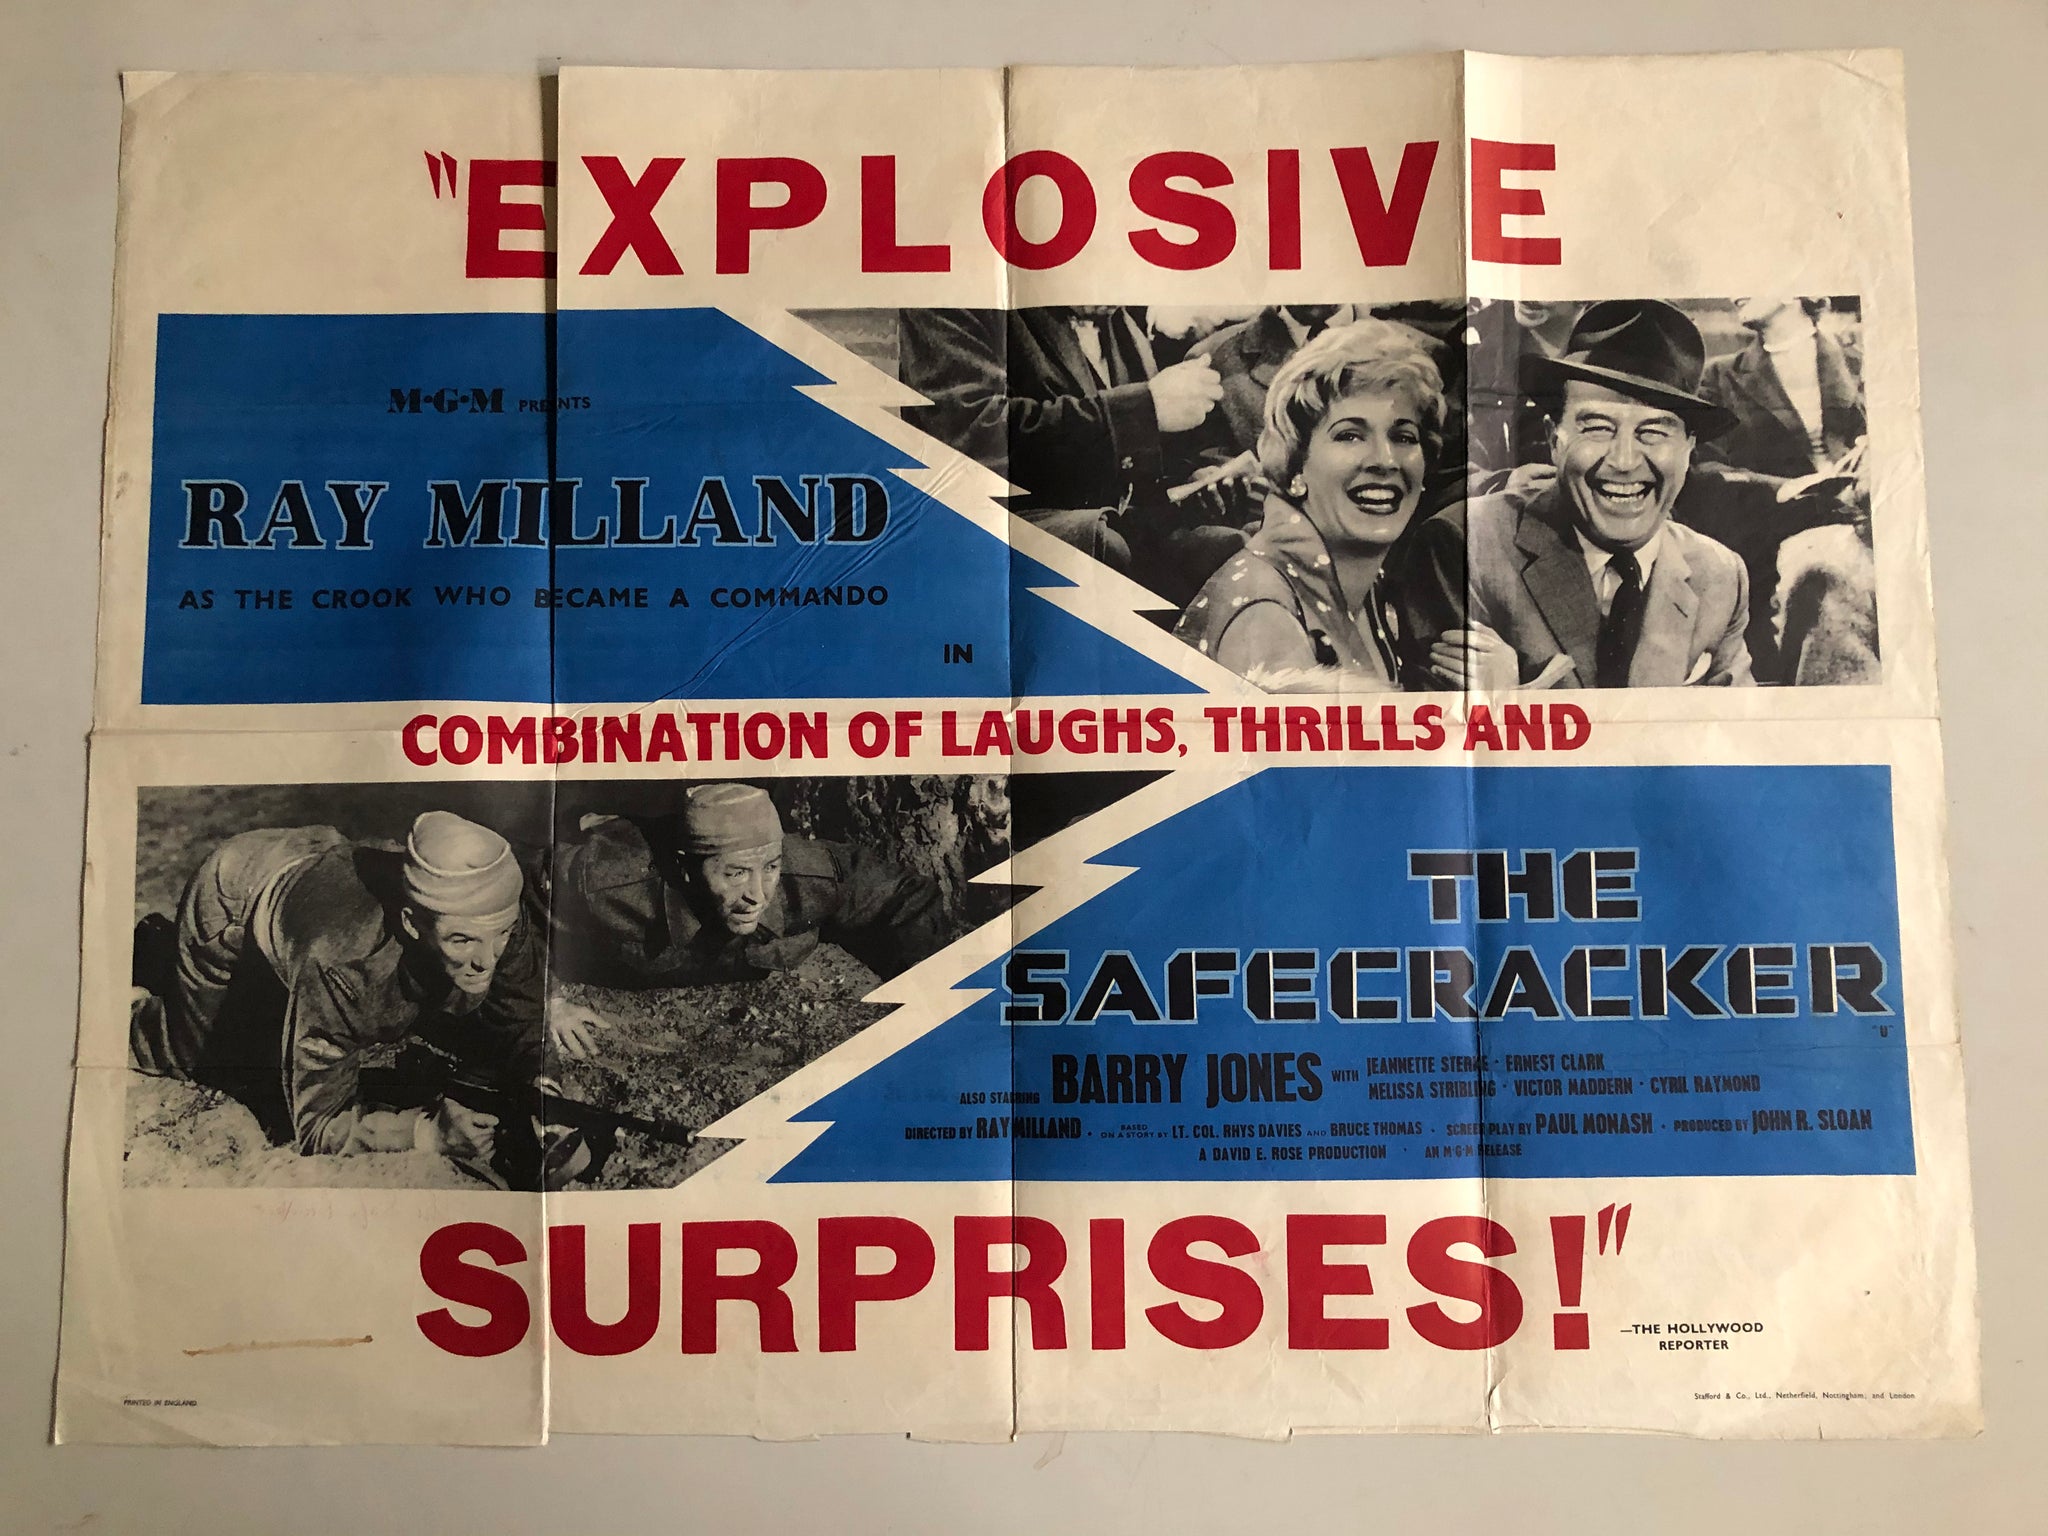 "EXPLOSIVE
M·G·M PRENTS
RAY MILLAND
AS THE CROOK WHO BECAME A COMMANDO
IN
COMBINATION OF LAUGHS, THRILLS AND
THE
SAFECRACKER
"U"
ALSO STARRING BARRY JONES WITH JEANNETTE STERKE · ERNEST CLARK
MELISSA STRIBLING · VICTOR MADDERN · CYRIL RAYMOND
DIRECTED BY RAY MILLAND · BASED ON A STORY BY LT. COL. RHYS DAVIES AND BRUCE THOMAS · SCREEN PLAY BY PAUL MONASH · PRODUCED BY JOHN R. SLOAN
A DAVID E. ROSE PRODUCTION · AN M·G·M RELEASE
SURPRISES!"
—THE HOLLYWOOD
REPORTER
PRINTED IN ENGLAND
Stafford & Co., Ltd., Netherfield, Nottingham; and London